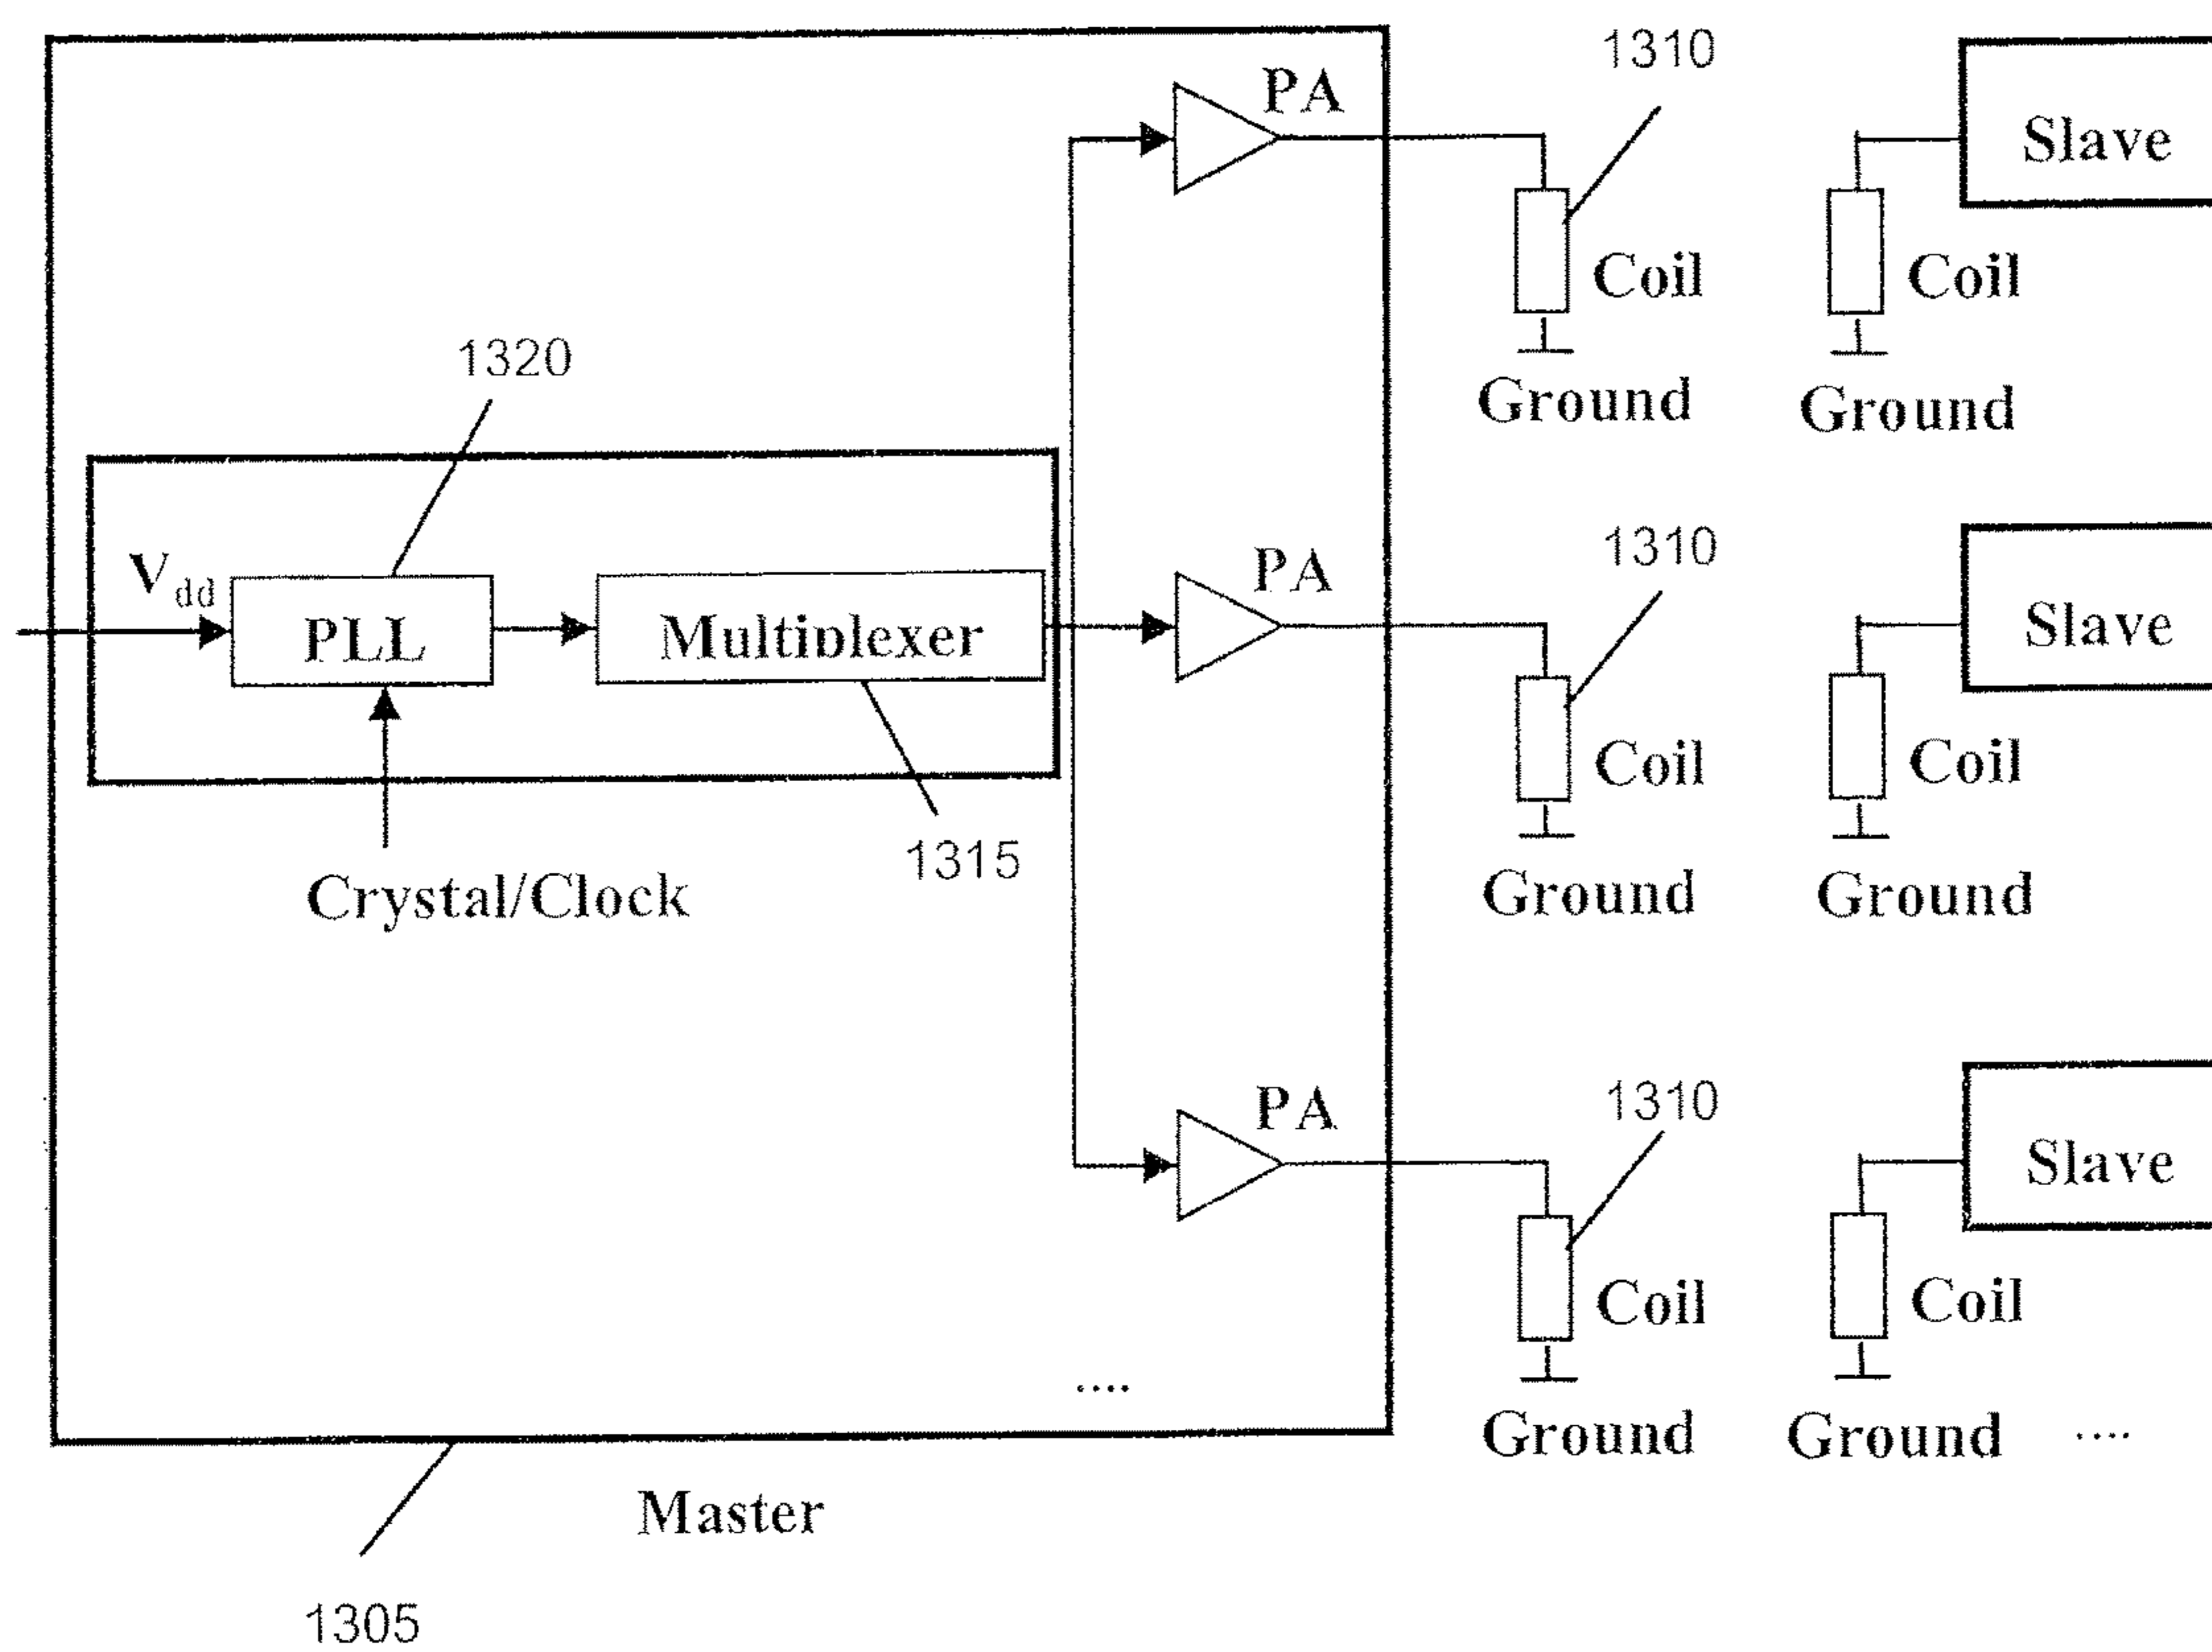 1310
PA
Slave
Coil
Coil
1320
Ground
Ground
1310
PA
Vdd
Slave
PLL
Multiplexer
Coil
Coil
1315
Crystal/Clock
Ground
Ground
1310
PA
Slave
Coil
Coil
....
Ground
Ground
....
Master
1305